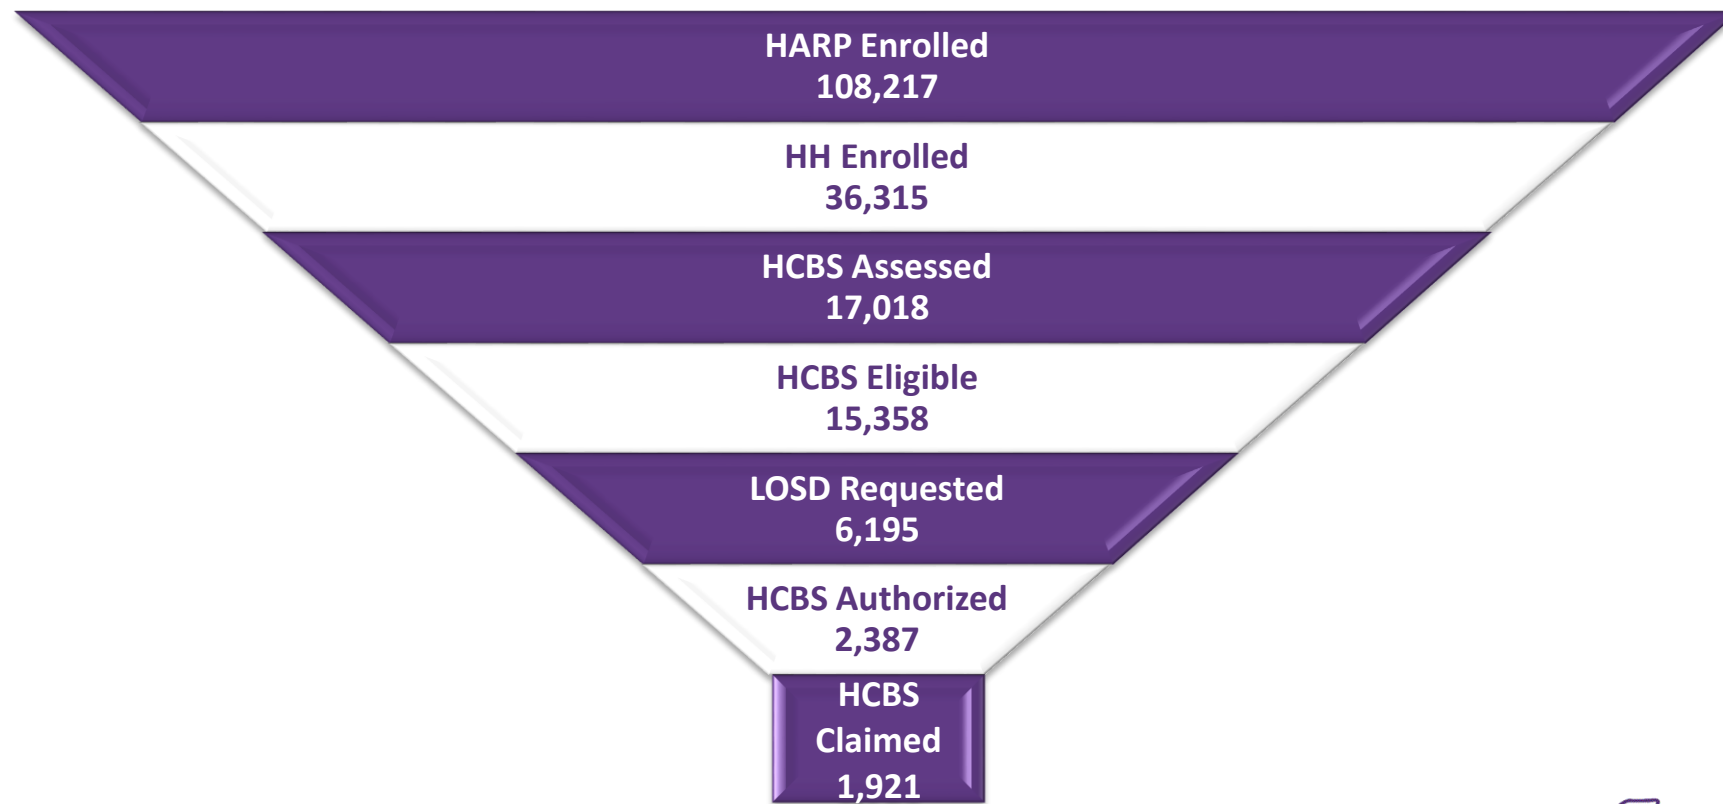 HARP Enrolled
108,217
HH Enrolled
36,315
HCBS Assessed
17,018
HCBS Eligible
15,358
LOSD Requested
6,195
HCBS Authorized
2,387
HCBS
Claimed
1,921